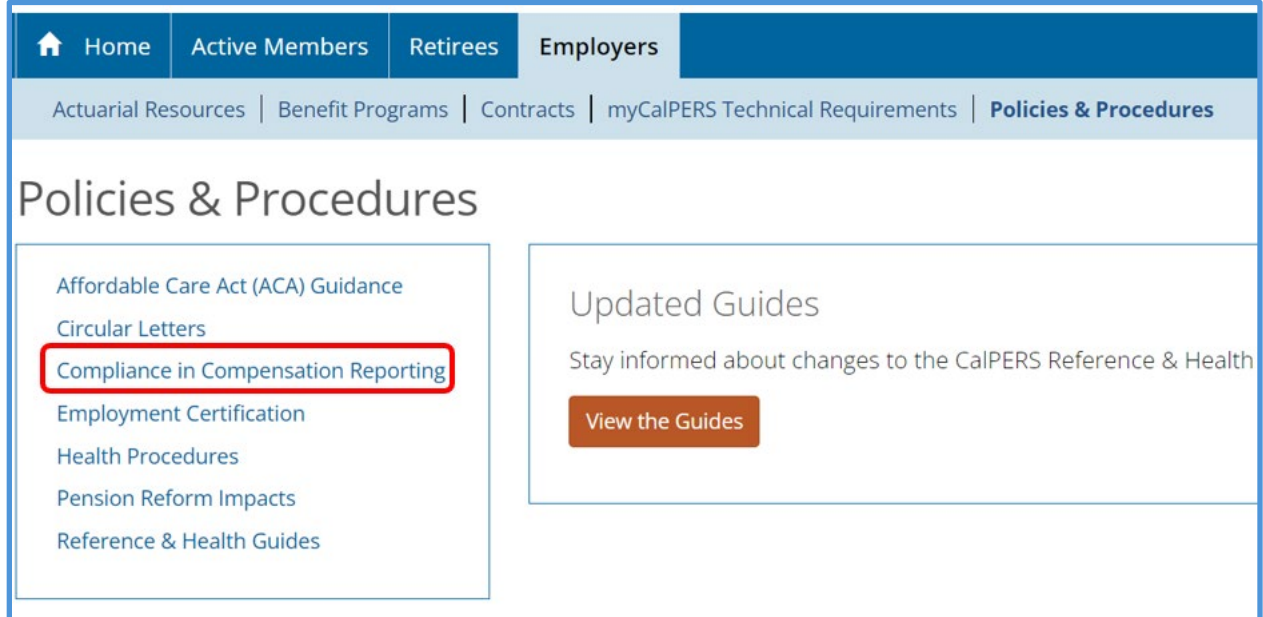 Home Active Members Retirees Employers
Actuarial Resources | Benefit Programs | Contracts | myCalPERS Technical Requirements | Policies & Procedures
Policies & Procedures
Affordable Care Act (ACA) Guidance
Circular Letters
Compliance in Compensation Reporting
Employment Certification
Health Procedures
Pension Reform Impacts
Reference & Health Guides
Updated Guides
Stay informed about changes to the CalPERS Reference & Health
View the Guides